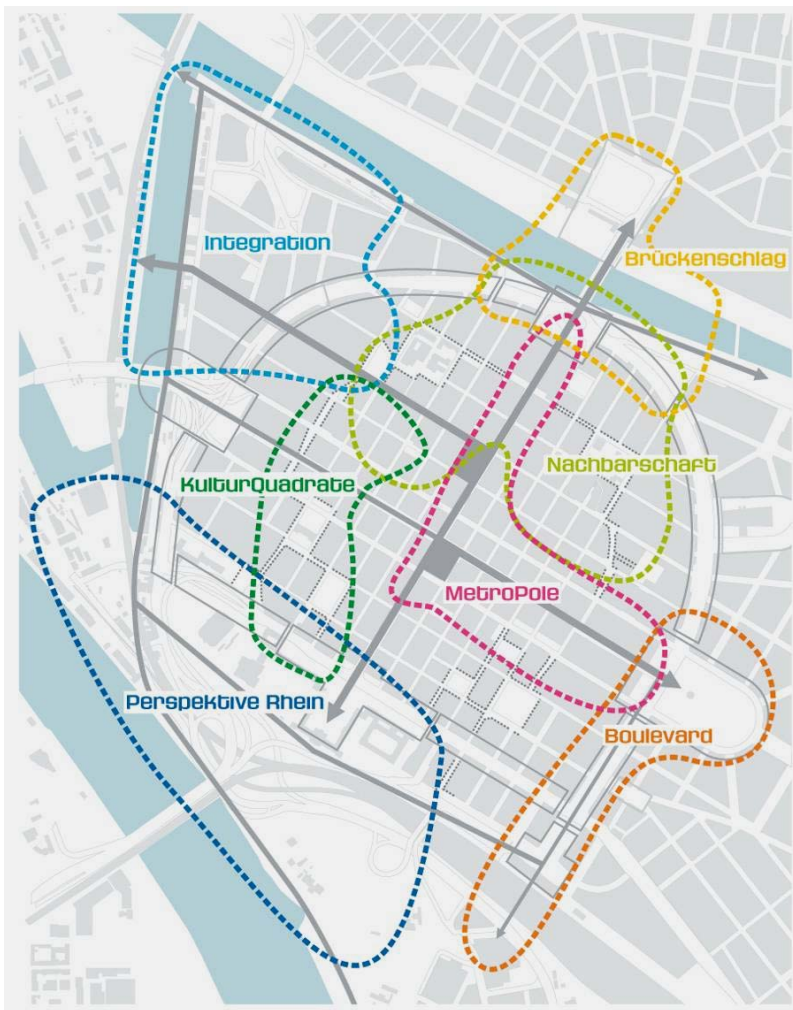 Integration
Brückenschlag
Nachbarschaft
KulturQuadrate
MetroPole
Perspektive Rhein
Boulevard